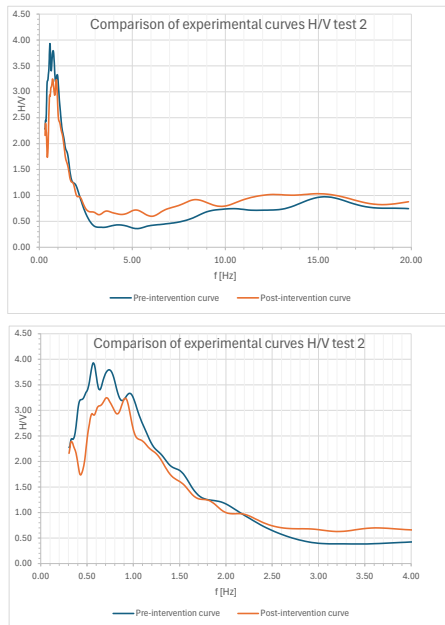 Comparison of experimental curves H/V test 2
4.50
4.00
3.50
3.00
2.50
2.00
1.50
1.00
0.50
0.00
H/V
0.00 5.00 10.00 15.00 20.00
f [Hz]
Pre-intervention curve Post-intervention curve
Comparison of experimental curves H/V test 2
4.50
4.00
3.50
3.00
2.50
2.00
1.50
1.00
0.50
0.00
H/V
0.00 0.50 1.00 1.50 2.00 2.50 3.00 3.50 4.00
f [Hz]
Pre-intervention curve Post-intervention curve